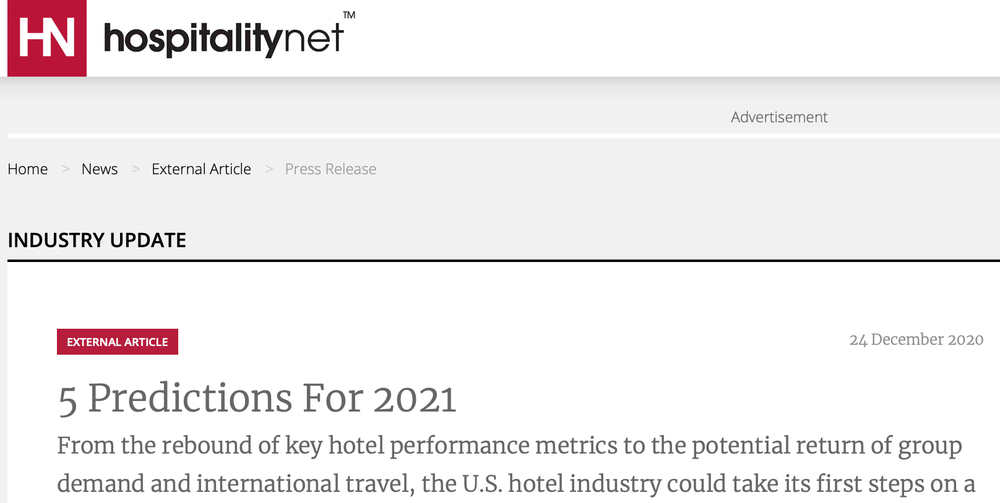 HN hospitalitynet™
Advertisement
Home > News > External Article > Press Release
INDUSTRY UPDATE
EXTERNAL ARTICLE
24 December 2020
5 Predictions For 2021
From the rebound of key hotel performance metrics to the potential return of group
demand and international travel, the U.S. hotel industry could take its first steps on a